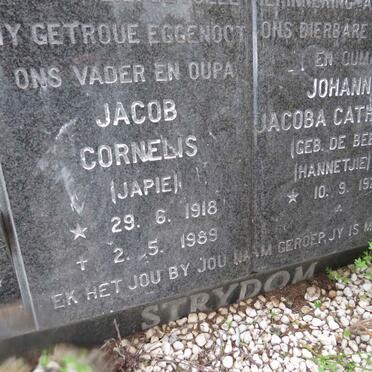 MY GETROUE EGGENOOT
ONS VADER EN OUPA
JACOB
CORNELIS
(JAPIE)
★ 29. 6. 1918
+ 2. 5. 1989
ONS DIERBARE
EN OUMA
JOHANN
JACOBA CATH
(GEB. DE BEE
(HANNETJIE)
★ 10. 9. 19
EK HET JOU BY JOU NAAM GEROEP, JY IS M
STRYDOM